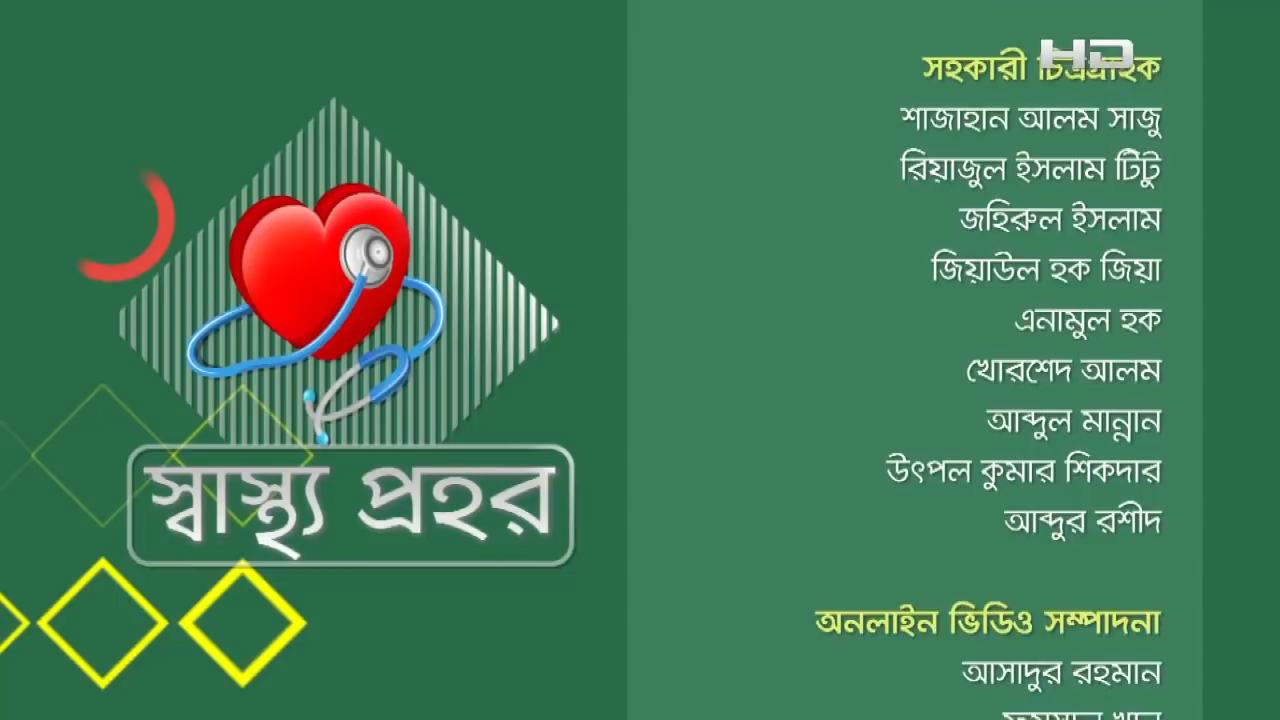 স্বাস্থ্য প্রহর
HD
সহকারী চিত্রগ্রাহক
শাজাহান আলম সাজু
রিয়াজুল ইসলাম টিটু
জহিরুল ইসলাম
জিয়াউল হক জিয়া
এনামুল হক
খোরশেদ আলম
আব্দুল মান্নান
উৎপল কুমার শিকদার
আব্দুর রশীদ
অনলাইন ভিডিও সম্পাদনা
আসাদুর রহমান